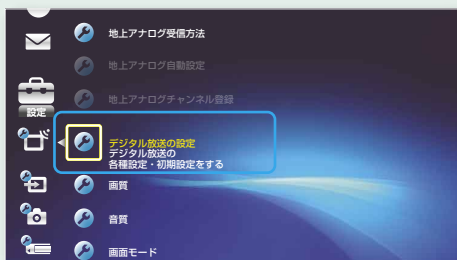 地上アナログ受信方法
地上アナログ自動設定
地上アナログチャンネル登録
設定
デジタル放送の設定
デジタル放送の
各種設定・初期設定をする
画質
音質
画面モード